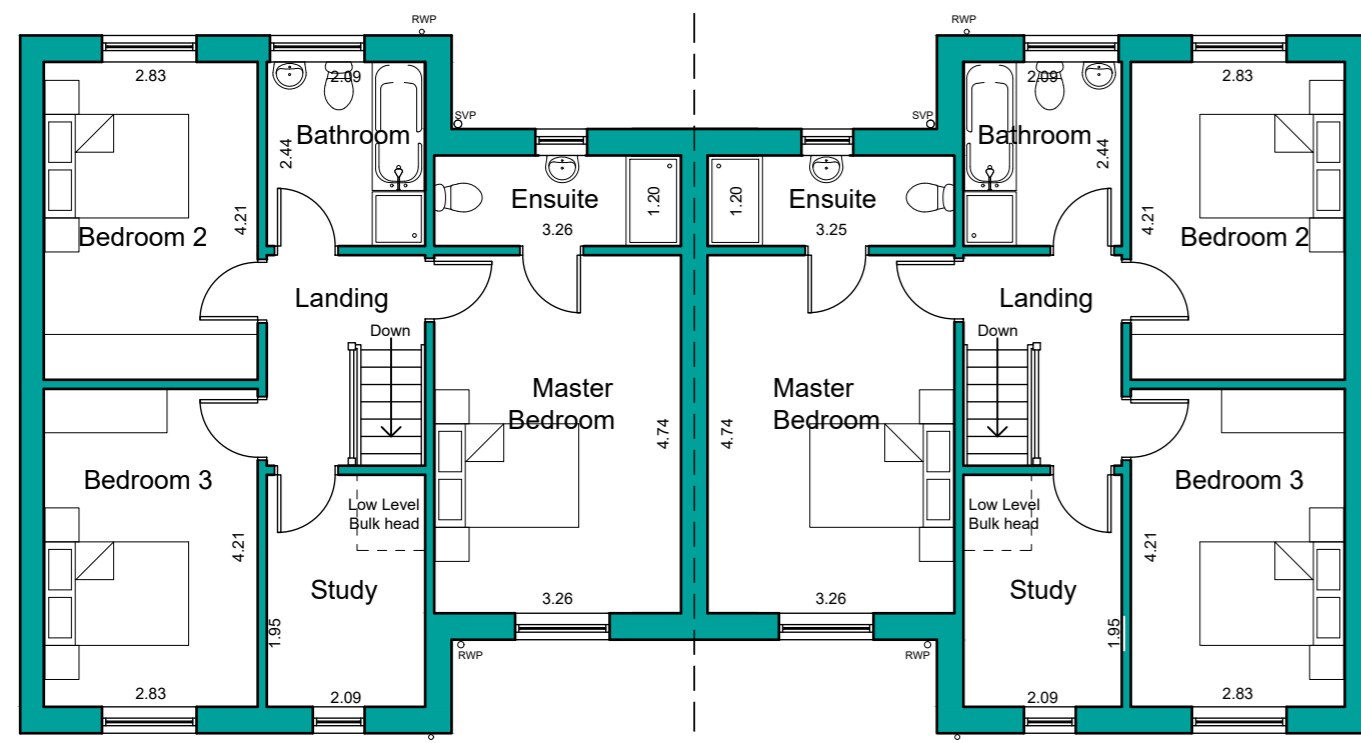 RWP
RWP
2.83
2.09
2.09
2.83
SVP
SVP
Bathroom
Bathroom
2.44
2.44
Ensuite
Ensuite
1.20
1.20
3.26
3.25
4.21
4.21
Bedroom 2
Bedroom 2
Landing
Landing
Down
Down
Master
Bedroom
Master
Bedroom
4.74
4.74
Bedroom 3
Bedroom 3
Low Level
Bulk head
Low Level
Bulk head
4.21
4.21
Study
Study
3.26
3.26
1.95
1.95
RWP
RWP
2.83
2.09
2.09
2.83